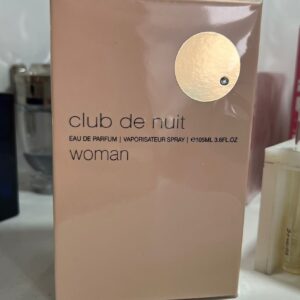 club de nuit
EAU DE PARFUM | VAPORISATEUR SPRAY | ℮105ML 3.6FL.OZ
woman